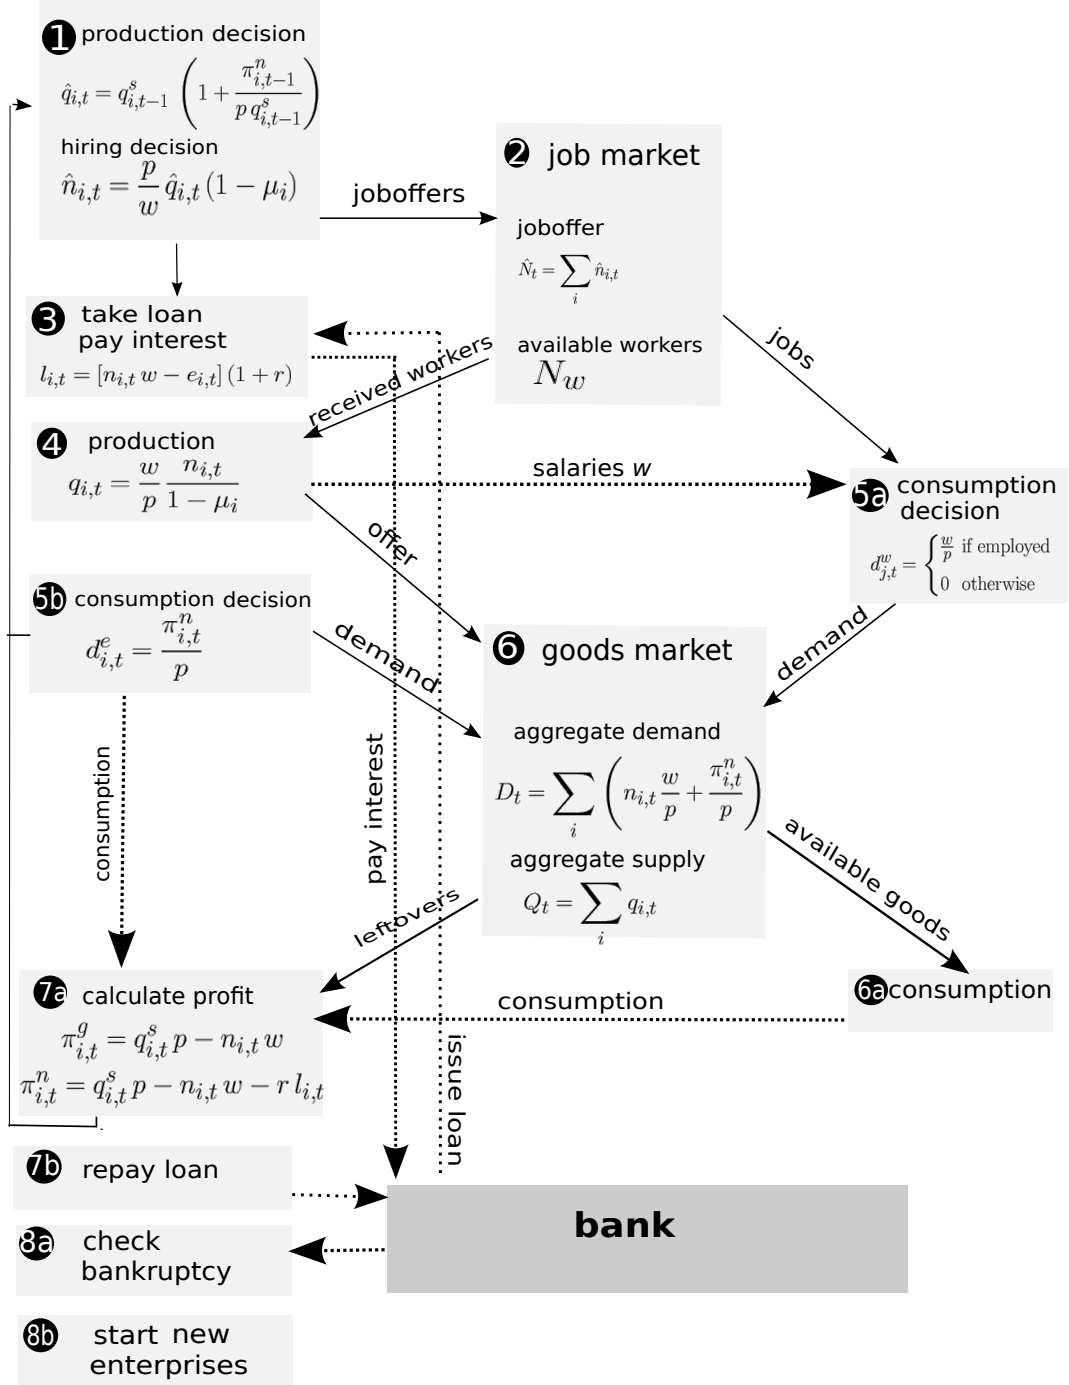 1 production decision
q̂_{i,t} = q^s_{i,t−1} (1 + π^n_{i,t−1} / (p q^s_{i,t−1}))
hiring decision
n̂_{i,t} = p/w q̂_{i,t} (1 − μ_i)
joboffers
2 job market
joboffer
N̂_t = ∑_i n̂_{i,t}
available workers
N_w
3 take loan
pay interest
l_{i,t} = [n_{i,t} w − e_{i,t}] (1 + r)
received workers
jobs
4 production
q_{i,t} = w/p n_{i,t}/(1 − μ_i)
salaries w
5a consumption
decision
d^w_{j,t} = { w/p if employed
0 otherwise
offer
5b consumption decision
d^e_{i,t} = π^n_{i,t} / p
demand
demand
6 goods market
aggregate demand
D_t = ∑_i (n_{i,t} w/p + π^n_{i,t}/p)
aggregate supply
Q_t = ∑_i q_{i,t}
consumption
pay interest
available goods
leftovers
7a calculate profit
π^g_{i,t} = q^s_{i,t} p − n_{i,t} w
π^n_{i,t} = q^s_{i,t} p − n_{i,t} w − r l_{i,t}
consumption
6a consumption
issue loan
7b repay loan
bank
8a check
bankruptcy
8b start new
enterprises